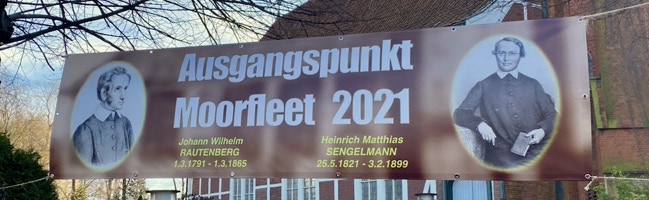 Ausgangspunkt
Moorfleet 2021
Johann Wilhelm
RAUTENBERG
1.3.1791 - 1.3.1865
Heinrich Matthias
SENGELMANN
25.5.1821 - 3.2.1899